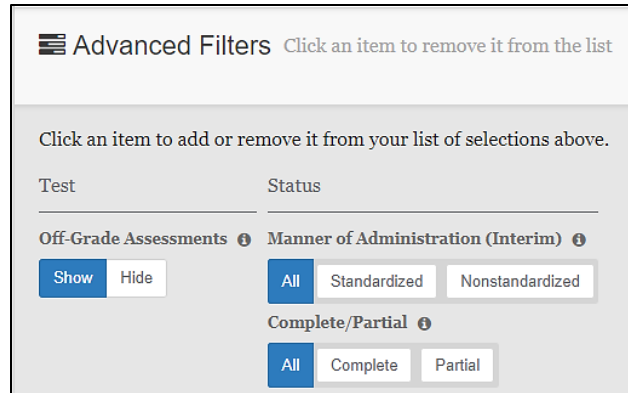 Advanced Filters Click an item to remove it from the list
Click an item to add or remove it from your list of selections above.
Test Status
Off-Grade Assessments Manner of Administration (Interim)
Show Hide All Standardized Nonstandardized
Complete/Partial
All Complete Partial